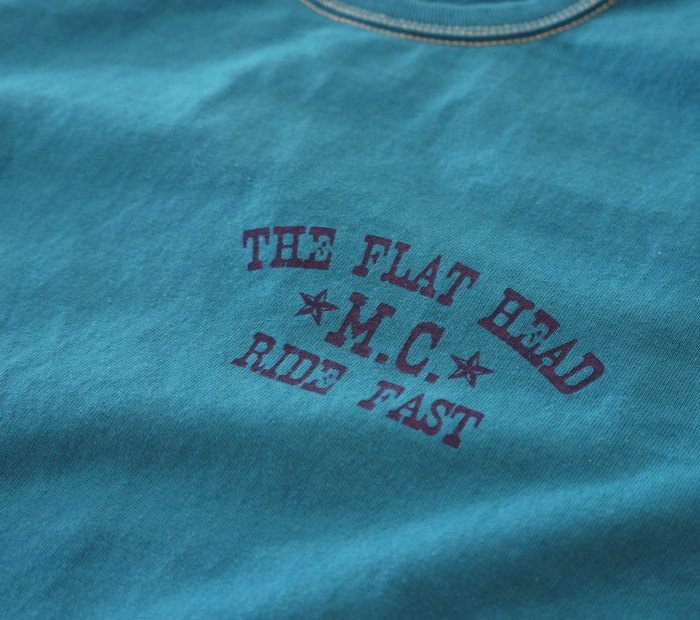 THE FLAT HEAD
M.C.
RIDE FAST